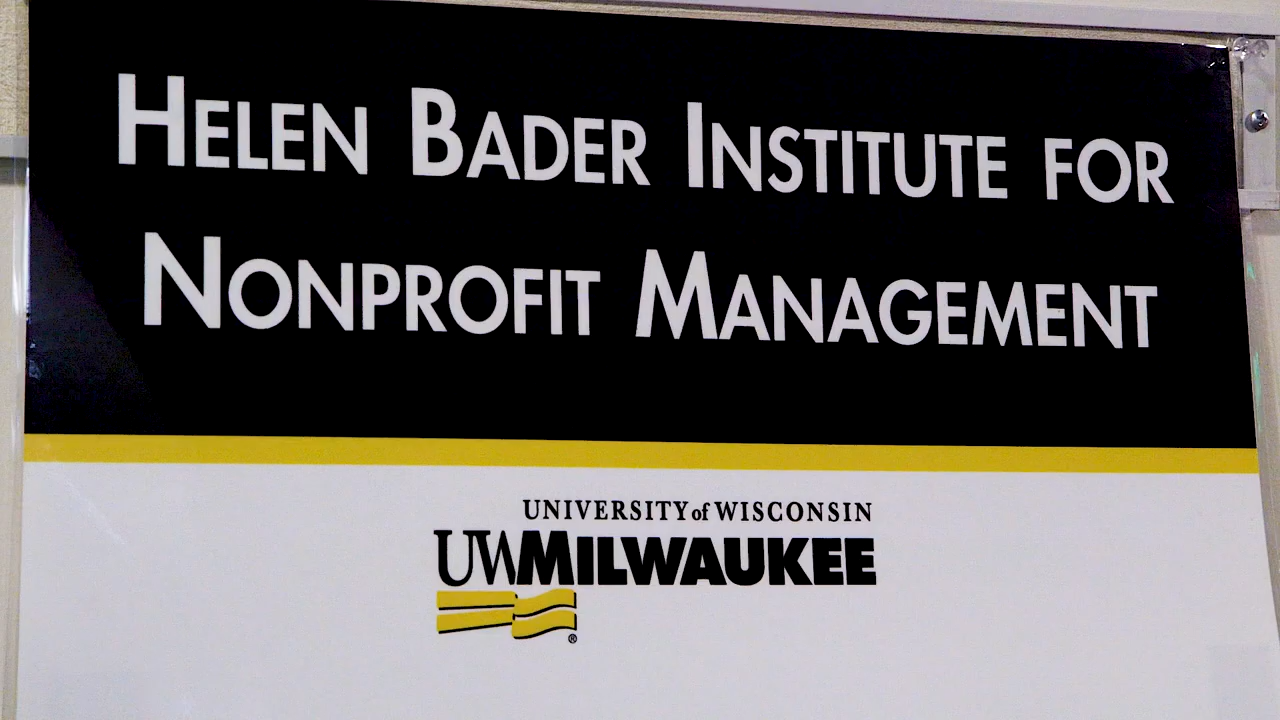 HELEN BADER INSTITUTE FOR
NONPROFIT MANAGEMENT
UNIVERSITY of WISCONSIN
UWMILWAUKEE
®